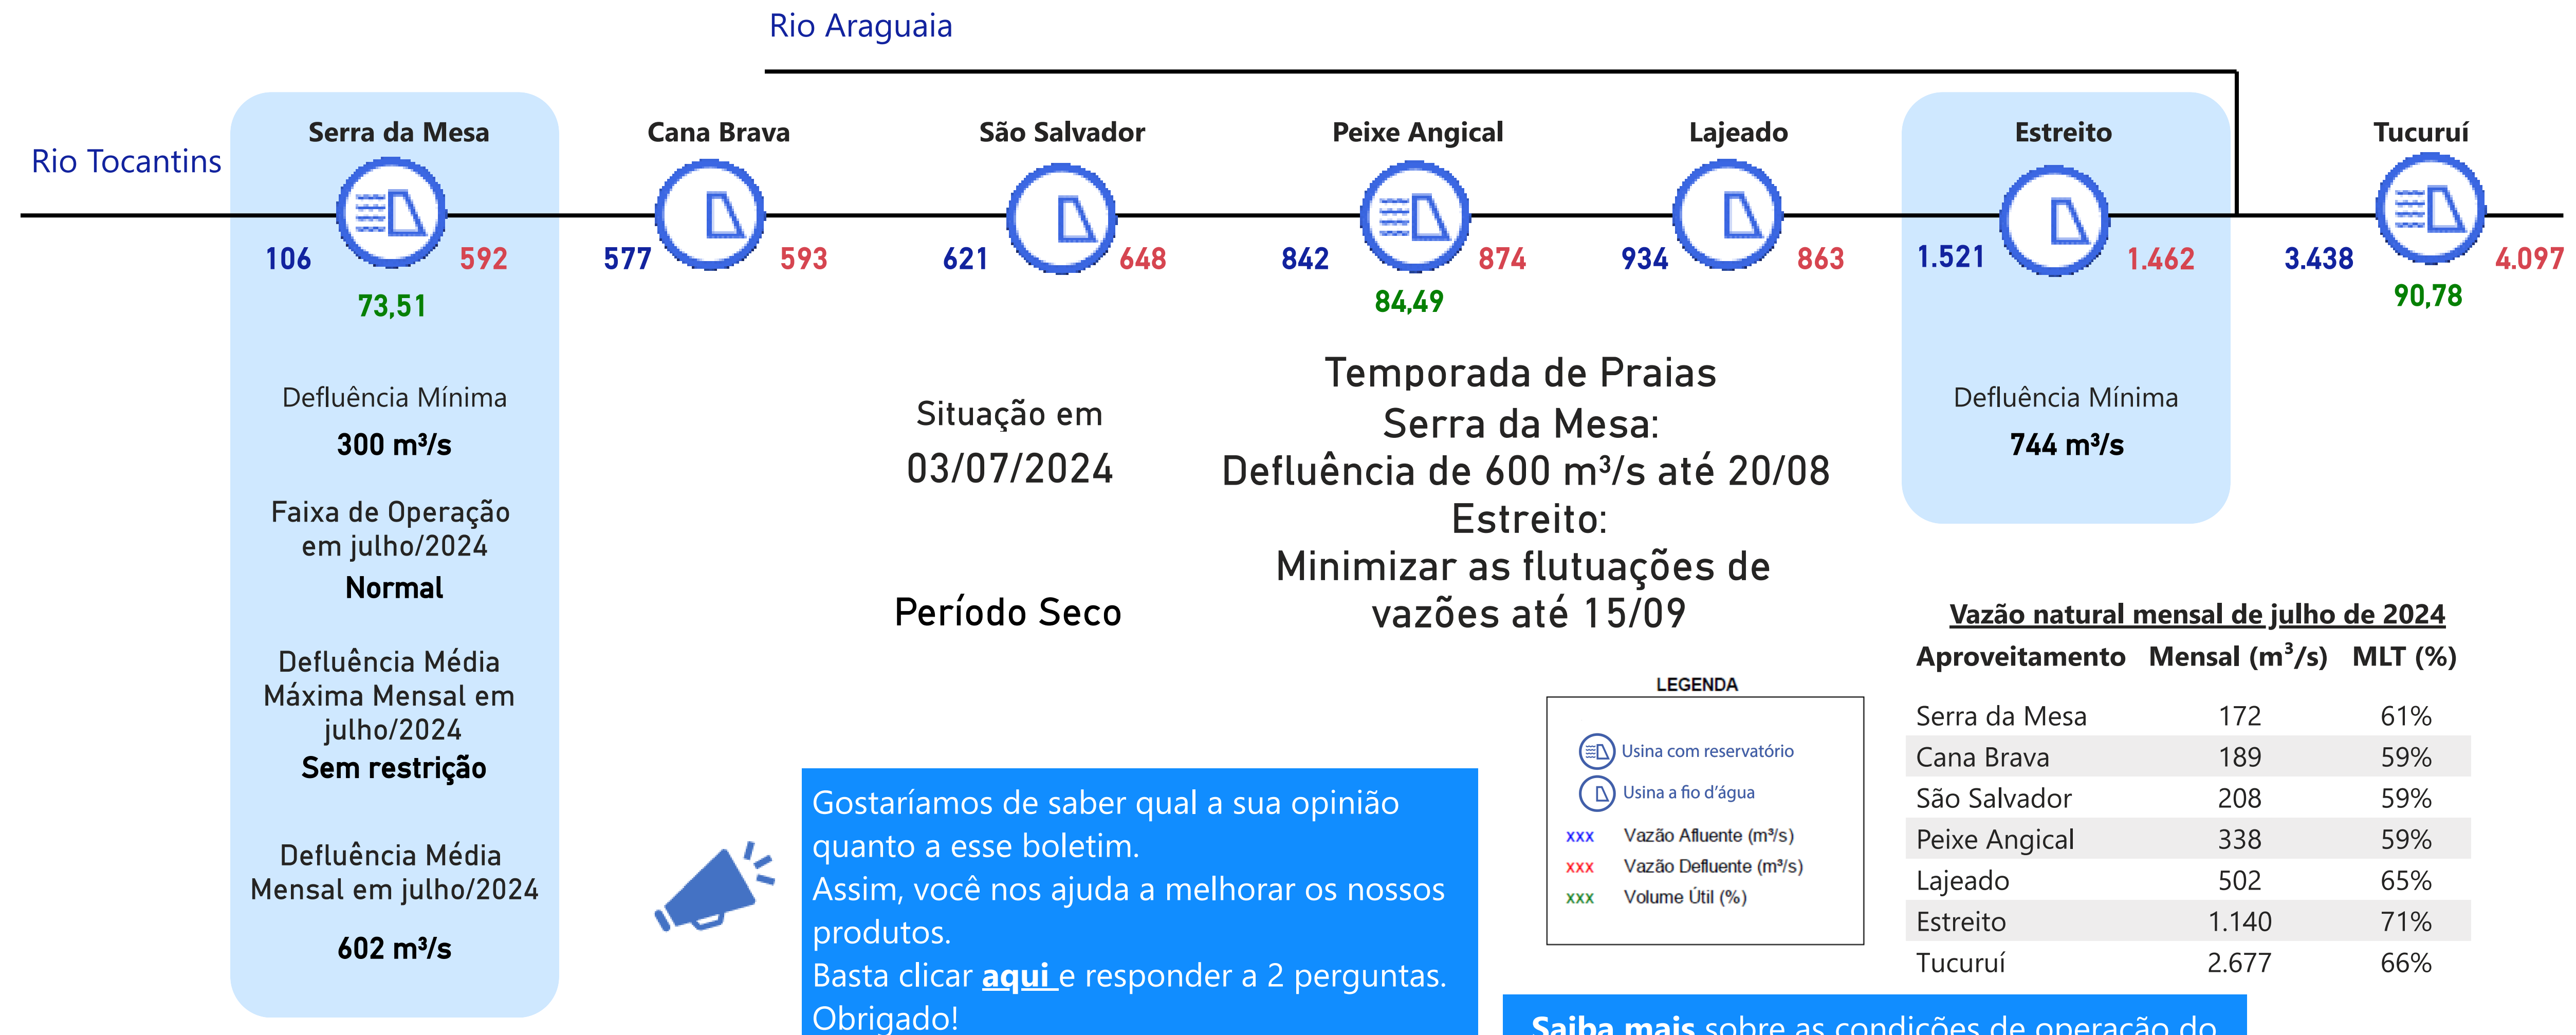 Rio Araguaia
Rio Tocantins
Serra da Mesa
Cana Brava
São Salvador
Peixe Angical
Lajeado
Estreito
Tucuruí
106
592
577
593
621
648
842
874
934
863
1.521
1.462
3.438
4.097
73,51
84,49
90,78
Defluência Mínima
300 m³/s
Faixa de Operação
em julho/2024
Normal
Defluência Média
Máxima Mensal em
julho/2024
Sem restrição
Defluência Média
Mensal em julho/2024
602 m³/s
Situação em
03/07/2024
Período Seco
Temporada de Praias
Serra da Mesa:
Defluência de 600 m³/s até 20/08
Estreito:
Minimizar as flutuações de
vazões até 15/09
Defluência Mínima
744 m³/s
Gostaríamos de saber qual a sua opinião
quanto a esse boletim.
Assim, você nos ajuda a melhorar os nossos
produtos.
Basta clicar aqui e responder a 2 perguntas.
Obrigado!
LEGENDA
Usina com reservatório
Usina a fio d'água
xxx Vazão Afluente (m³/s)
xxx Vazão Defluente (m³/s)
xxx Volume Útil (%)
Vazão natural mensal de julho de 2024
Aproveitamento Mensal (m³/s) MLT (%)
Serra da Mesa 172 61%
Cana Brava 189 59%
São Salvador 208 59%
Peixe Angical 338 59%
Lajeado 502 65%
Estreito 1.140 71%
Tucuruí 2.677 66%
Saiba mais sobre as condições de operação do